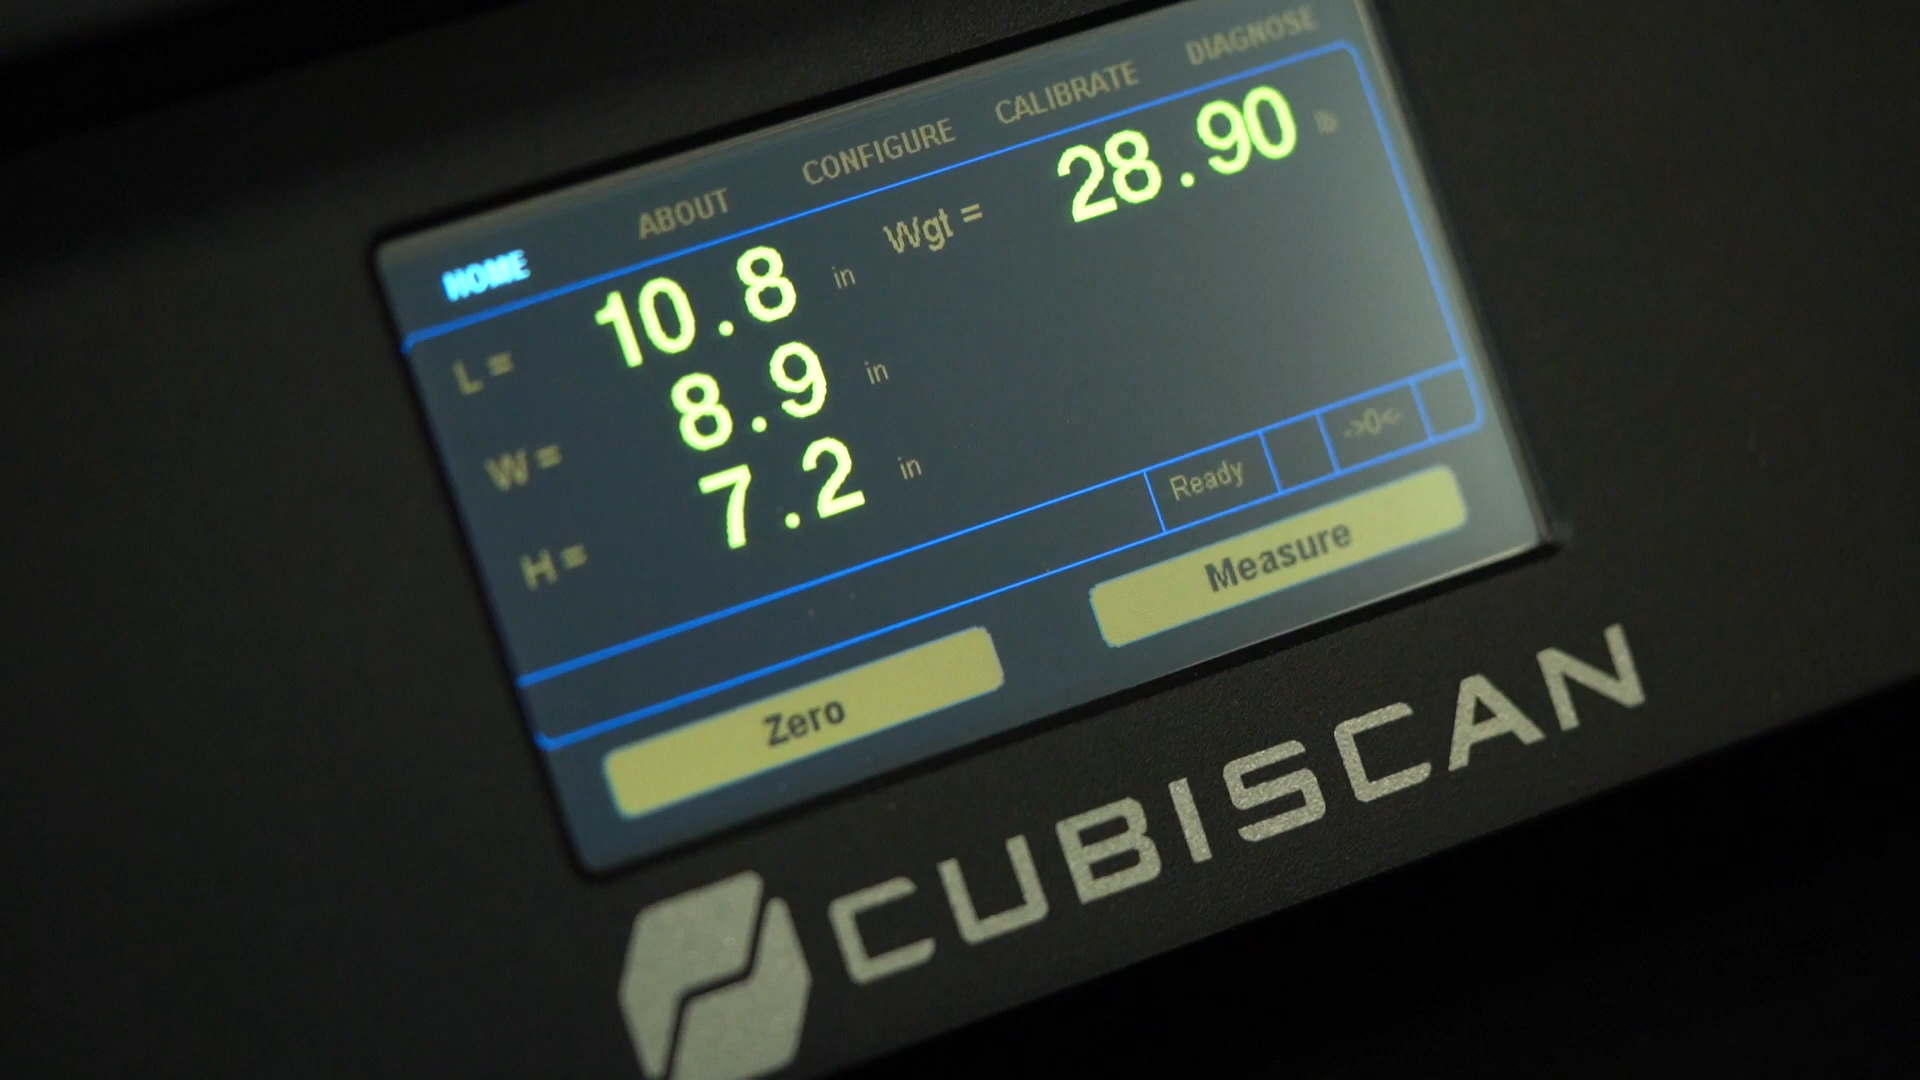 HOME ABOUT CONFIGURE CALIBRATE DIAGNOSE
L = 10.8 in Wgt = 28.90 lb
W = 8.9 in
H = 7.2 in
Ready ->0<-
Zero Measure
CUBISCAN